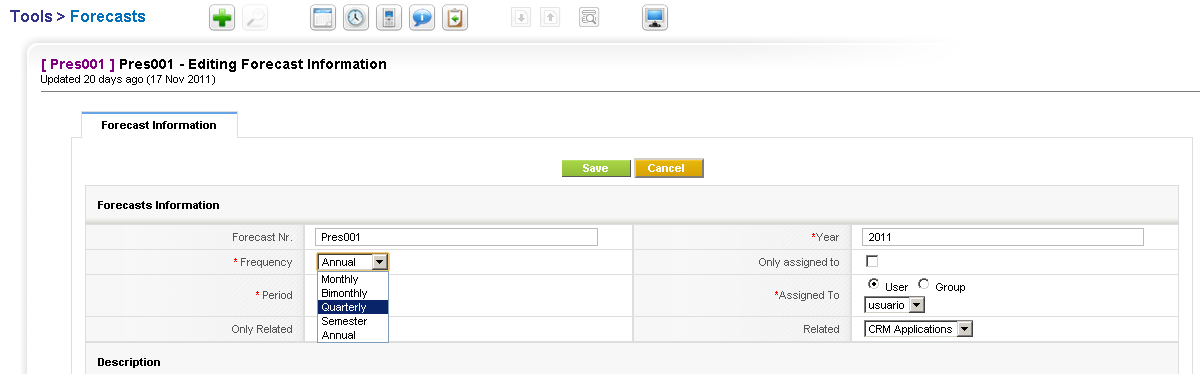 Tools > Forecasts
[ Pres001 ] Pres001 - Editing Forecast Information
Updated 20 days ago (17 Nov 2011)
Forecast Information
Save Cancel
Forecasts Information
Forecast Nr. Pres001 *Year 2011
* Frequency Annual Only assigned to
Monthly
Bimonthly
Quarterly
Semester
Annual
* Period *Assigned To User Group
usuario
Only Related Related CRM Applications
Description